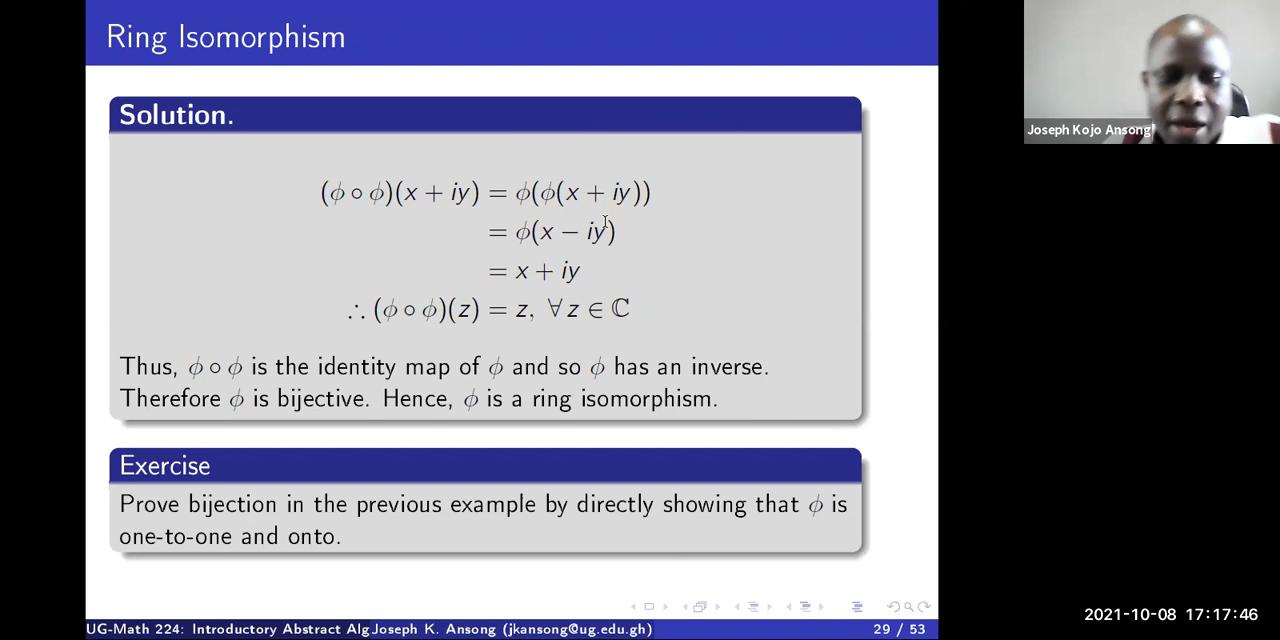 Ring Isomorphism
Solution.
(ϕ ∘ ϕ)(x + iy) = ϕ(ϕ(x + iy))
= ϕ(x − iy)
= x + iy
∴ (ϕ ∘ ϕ)(z) = z, ∀ z ∈ ℂ
Thus, ϕ ∘ ϕ is the identity map of ϕ and so ϕ has an inverse.
Therefore ϕ is bijective. Hence, ϕ is a ring isomorphism.
Exercise
Prove bijection in the previous example by directly showing that ϕ is
one-to-one and onto.
UG-Math 224: Introductory Abstract Alg Joseph K. Ansong (jkansong@ug.edu.gh) 29 / 53
Joseph Kojo Ansong
2021-10-08 17:17:46